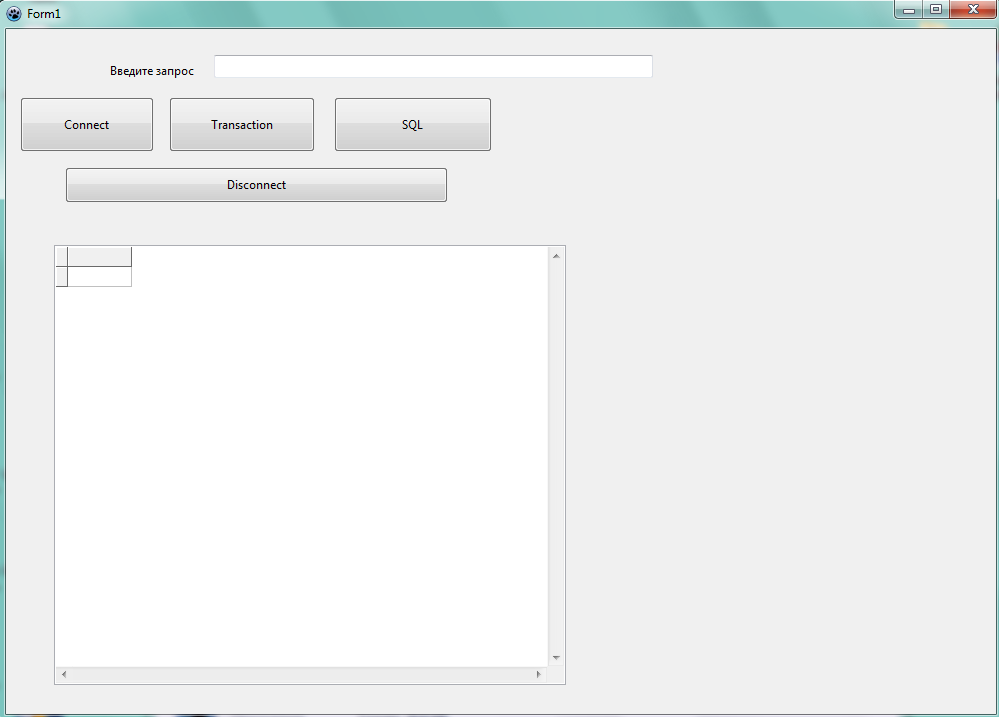 Form1
Введите запрос
Connect
Transaction
SQL
Disconnect